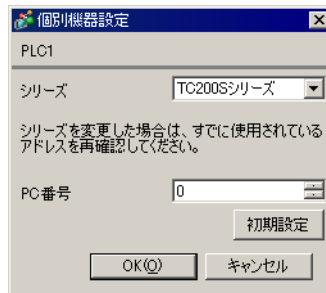 個別機器設定
PLC1
シリーズ
TC200Sシリーズ
シリーズを変更した場合は、すでに使用されている
アドレスを再確認してください。
PC番号
0
初期設定
OK(O)
キャンセル